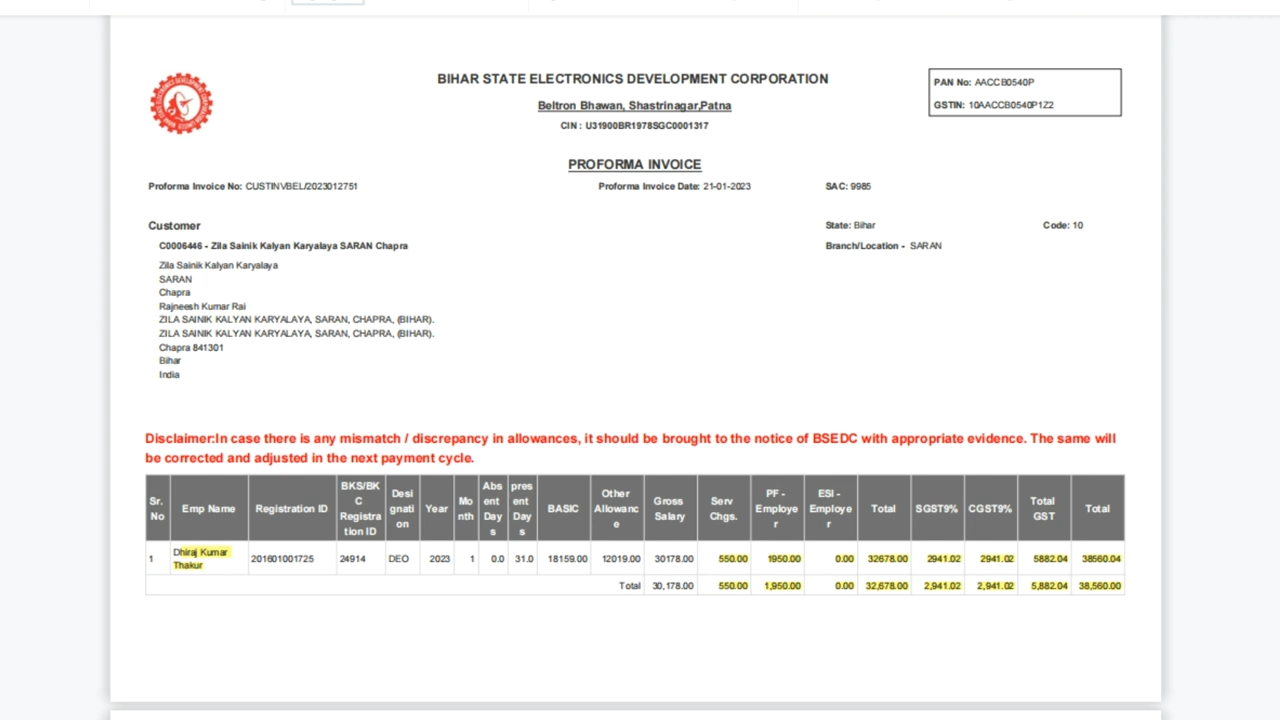 BIHAR STATE ELECTRONICS DEVELOPMENT CORPORATION
Beltron Bhawan, Shastrinagar,Patna
CIN : U31900BR1978SGC0001317
PAN No: AACCB0540P
GSTIN: 10AACCB0540P1Z2
PROFORMA INVOICE
Proforma Invoice No: CUSTINVBEL/2023012751 Proforma Invoice Date: 21-01-2023 SAC: 9985
Customer State: Bihar Code: 10
C0006446 - Zila Sainik Kalyan Karyalaya SARAN Chapra Branch/Location - SARAN
Zila Sainik Kalyan Karyalaya
SARAN
Chapra
Rajneesh Kumar Rai
ZILA SAINIK KALYAN KARYALAYA, SARAN, CHAPRA, (BIHAR).
ZILA SAINIK KALYAN KARYALAYA, SARAN, CHAPRA, (BIHAR).
Chapra 841301
Bihar
India
Disclaimer:In case there is any mismatch / discrepancy in allowances, it should be brought to the notice of BSEDC with appropriate evidence. The same will
be corrected and adjusted in the next payment cycle.
Sr. No Emp Name Registration ID BKS/BKC Registration ID Designation Year Month Absent Days present Days BASIC Other Allowance Gross Salary Serv Chgs. PF - Employer ESI - Employer Total SGST9% CGST9% Total GST Total
1 Dhiraj Kumar Thakur 201601001725 24914 DEO 2023 1 0.0 31.0 18159.00 12019.00 30178.00 550.00 1950.00 0.00 32678.00 2941.02 2941.02 5882.04 38560.04
Total 30,178.00 550.00 1,950.00 0.00 32,678.00 2,941.02 2,941.02 5,882.04 38,560.00